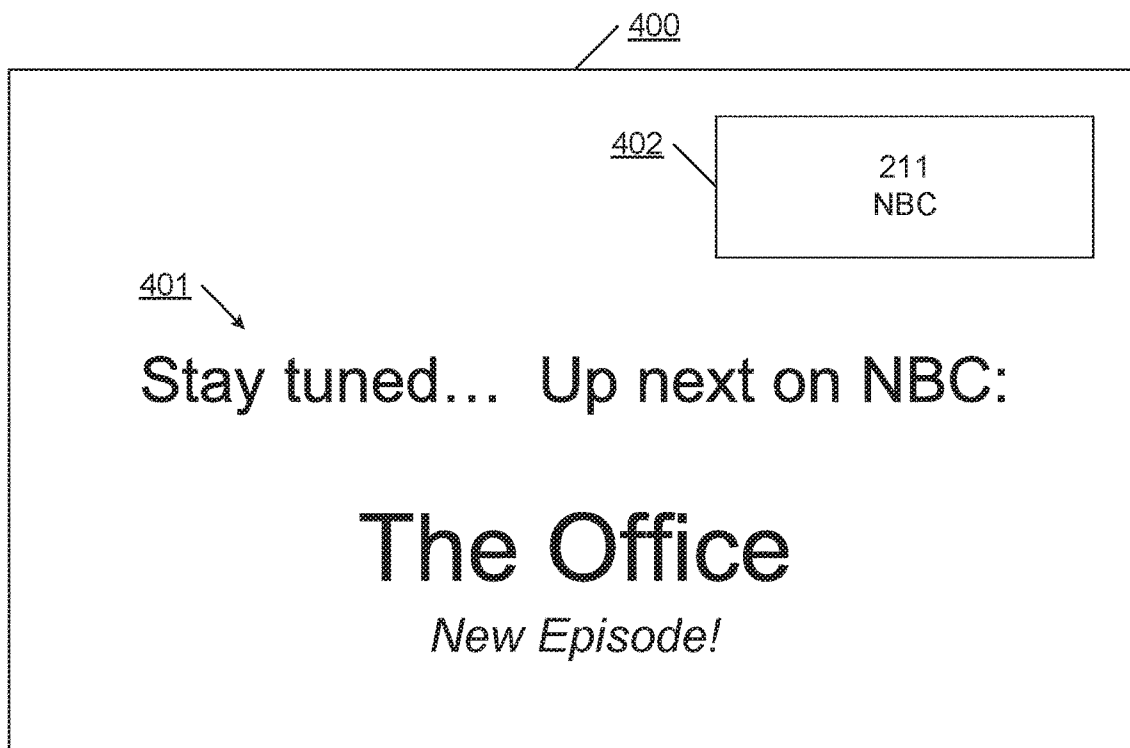 400
402
211
NBC
401
Stay tuned... Up next on NBC:
The Office
New Episode!